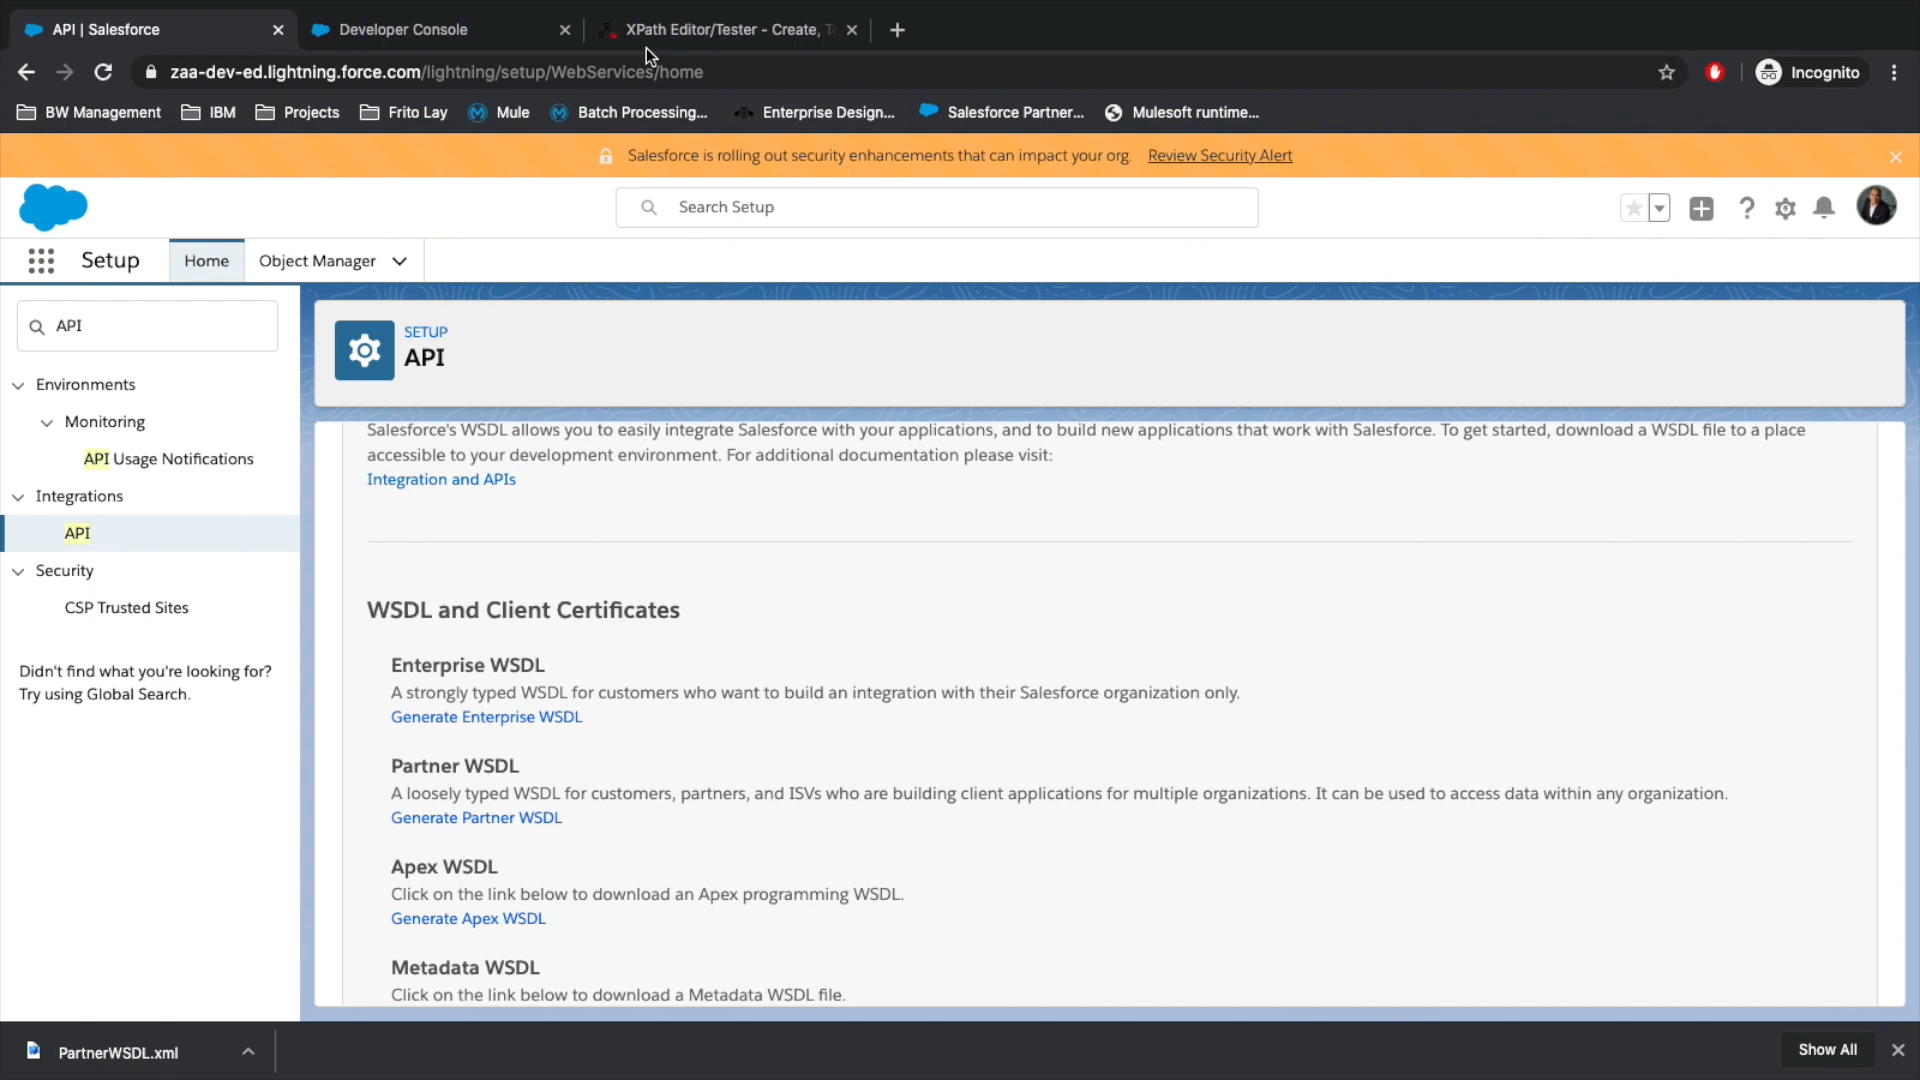 API | Salesforce
Developer Console
XPath Editor/Tester - Create,
zaa-dev-ed.lightning.force.com/lightning/setup/WebServices/home
Incognito
BW Management
IBM
Projects
Frito Lay
Mule
Batch Processing...
Enterprise Design...
Salesforce Partner...
Mulesoft runtime...
Salesforce is rolling out security enhancements that can impact your org. Review Security Alert
Search Setup
Setup
Home
Object Manager
API
Environments
Monitoring
API Usage Notifications
Integrations
API
Security
CSP Trusted Sites
Didn't find what you're looking for?
Try using Global Search.
SETUP
API
Salesforce's WSDL allows you to easily integrate Salesforce with your applications, and to build new applications that work with Salesforce. To get started, download a WSDL file to a place
accessible to your development environment. For additional documentation please visit:
Integration and APIs
WSDL and Client Certificates
Enterprise WSDL
A strongly typed WSDL for customers who want to build an integration with their Salesforce organization only.
Generate Enterprise WSDL
Partner WSDL
A loosely typed WSDL for customers, partners, and ISVs who are building client applications for multiple organizations. It can be used to access data within any organization.
Generate Partner WSDL
Apex WSDL
Click on the link below to download an Apex programming WSDL.
Generate Apex WSDL
Metadata WSDL
Click on the link below to download a Metadata WSDL file.
PartnerWSDL.xml
Show All